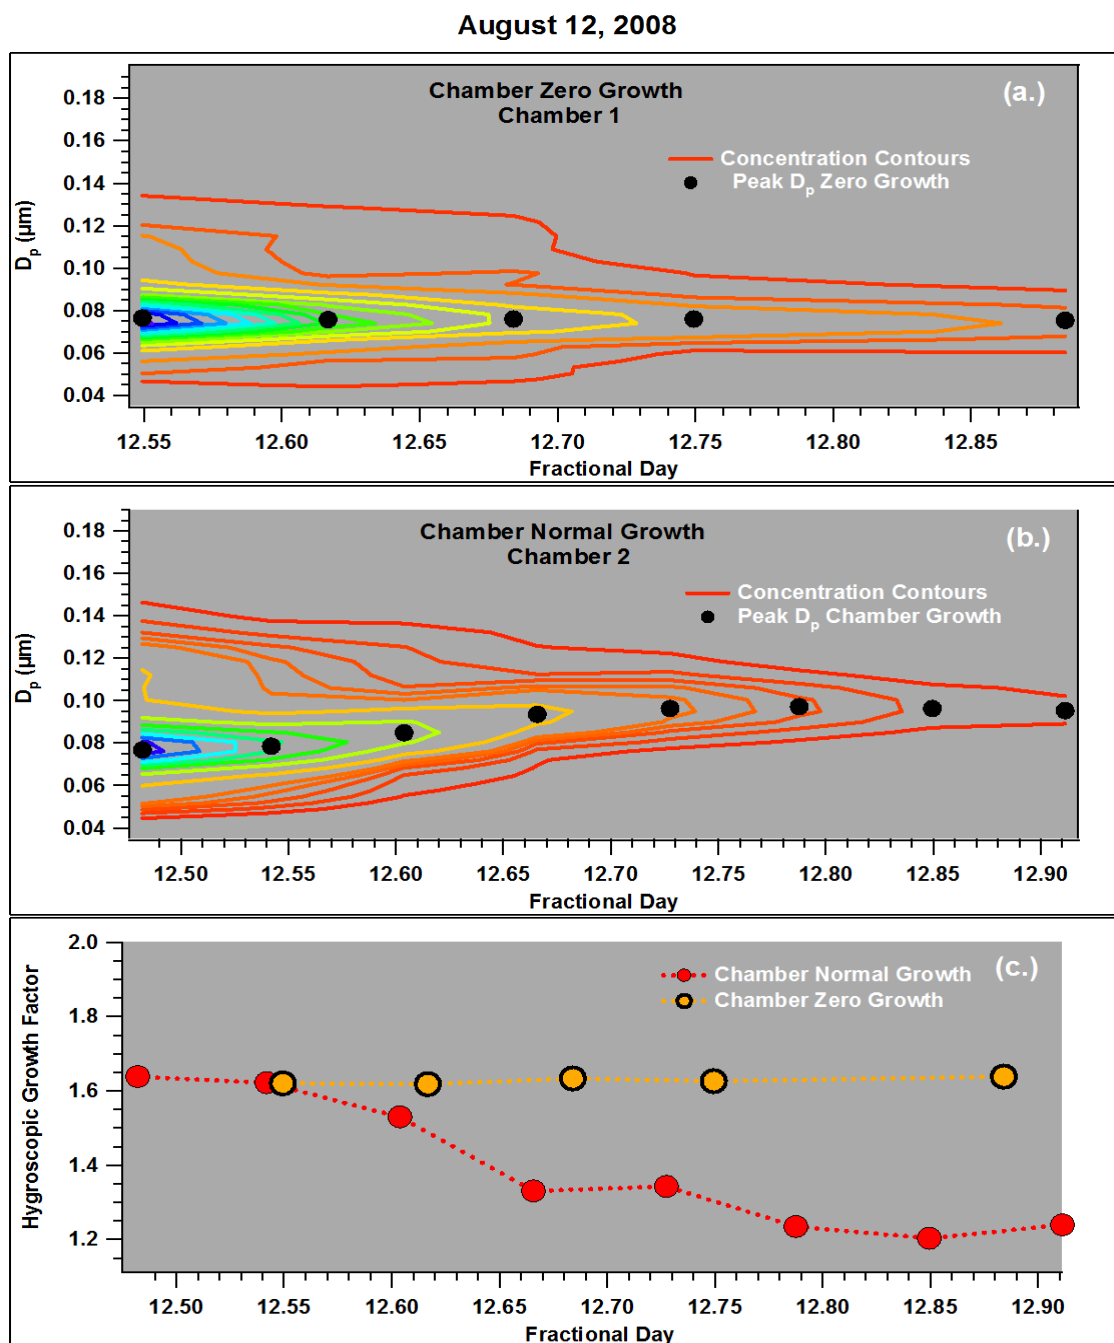 August 12, 2008
Chamber Zero Growth
Chamber 1
(a.)
Concentration Contours
Peak Dp Zero Growth
Dp (µm)
0.18
0.16
0.14
0.12
0.10
0.08
0.06
0.04
12.55 12.60 12.65 12.70 12.75 12.80 12.85
Fractional Day
Chamber Normal Growth
Chamber 2
(b.)
Concentration Contours
Peak Dp Chamber Growth
Dp (µm)
0.18
0.16
0.14
0.12
0.10
0.08
0.06
0.04
12.50 12.55 12.60 12.65 12.70 12.75 12.80 12.85 12.90
Fractional Day
(c.)
Chamber Normal Growth
Chamber Zero Growth
Hygroscopic Growth Factor
2.0
1.8
1.6
1.4
1.2
12.50 12.55 12.60 12.65 12.70 12.75 12.80 12.85 12.90
Fractional Day